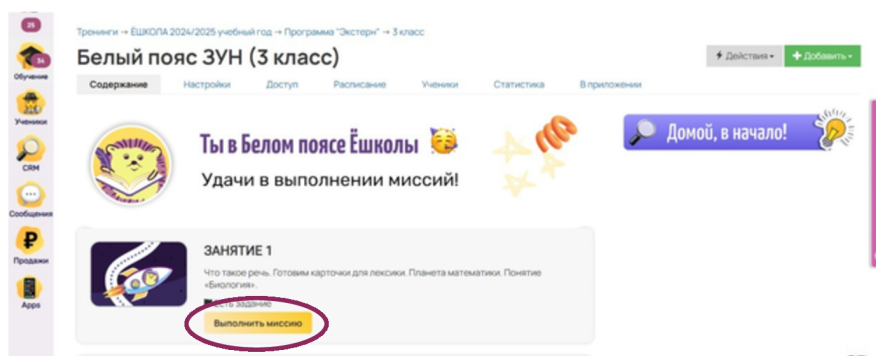 25
Тренинги → ЁШКОЛА 2024/2025 учебный год → Программа "Экстерн" → 3 класс
Белый пояс ЗУН (3 класс)
Действия
Добавить
34
Обучение
Содержание Настройки Доступ Расписание Ученики Статистика В приложении
Ученики
Ты в Белом поясе Ёшколы
Домой, в начало!
CRM
Удачи в выполнении миссий!
Сообщения
Продажи
ЗАНЯТИЕ 1
Что такое речь. Готовим карточки для лексики. Планета математики. Понятие
«Биология».
Есть задание
Apps
Выполнить миссию